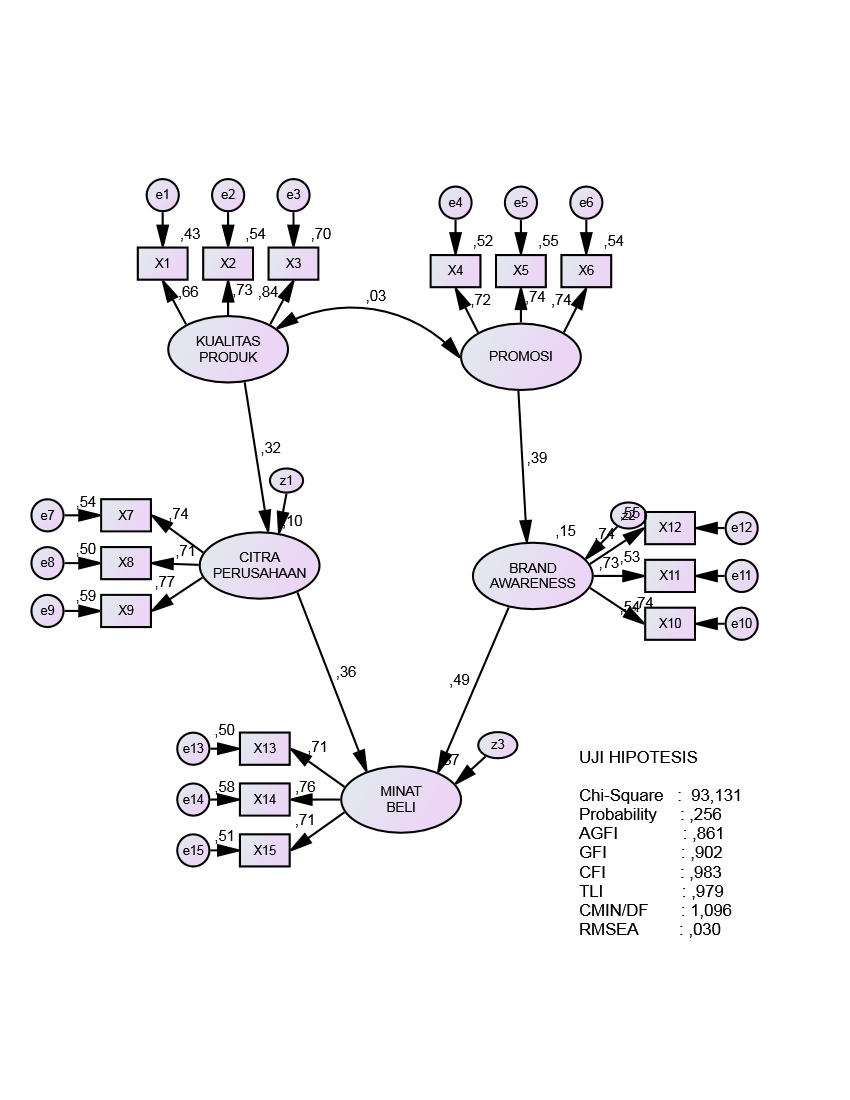 e1 e2 e3
e4 e5 e6
,43 ,54 ,70
,52 ,55 ,54
X1 X2 X3
X4 X5 X6
,66 ,73 ,84
,03
,72 ,74 ,74
KUALITAS
PRODUK
PROMOSI
,32
,39
z1
,10
e7 ,54 X7 ,74
e8 ,50 X8 ,71
e9 ,59 X9 ,77
CITRA
PERUSAHAAN
,15
z2
,55
,74 X12 e12
BRAND
AWARENESS
,73 ,53 X11 e11
,54 ,74 X10 e10
,36
,49
e13 ,50 X13 ,71
e14 ,58 X14 ,76
e15 ,51 X15 ,71
z3
MINAT
BELI
UJI HIPOTESIS
Chi-Square : 93,131
Probability : ,256
AGFI : ,861
GFI : ,902
CFI : ,983
TLI : ,979
CMIN/DF : 1,096
RMSEA : ,030